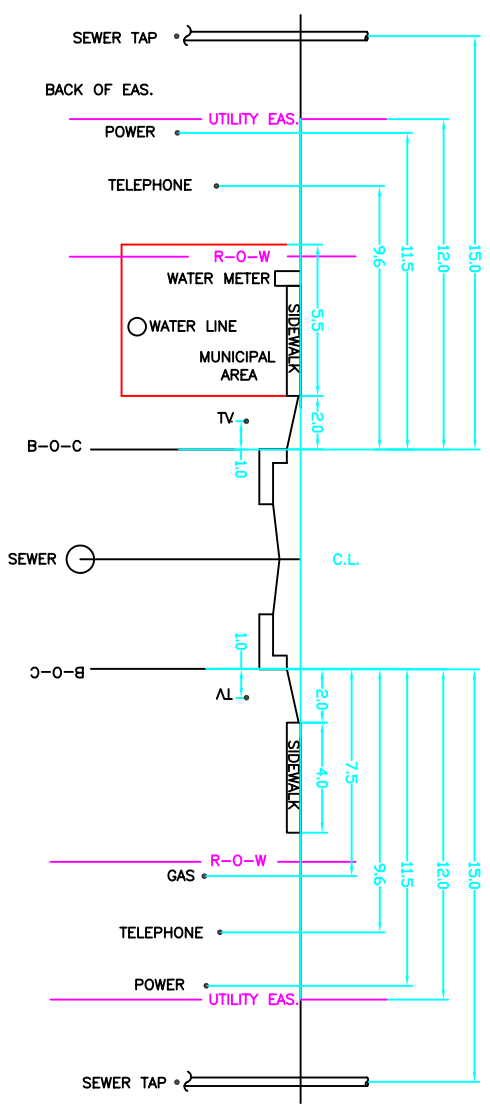 SEWER TAP
BACK OF EAS.
UTILITY EAS.
POWER
TELEPHONE
9.6
11.5
12.0
15.0
R-O-W
WATER METER
SIDEWALK
5.5
WATER LINE
MUNICIPAL
AREA
TV
2.0
B-O-C
1.0
SEWER
C.L.
1.0
B-O-C
TV
2.0
SIDEWALK
4.0
7.5
9.6
11.5
12.0
15.0
R-O-W
GAS
TELEPHONE
POWER
UTILITY EAS.
SEWER TAP